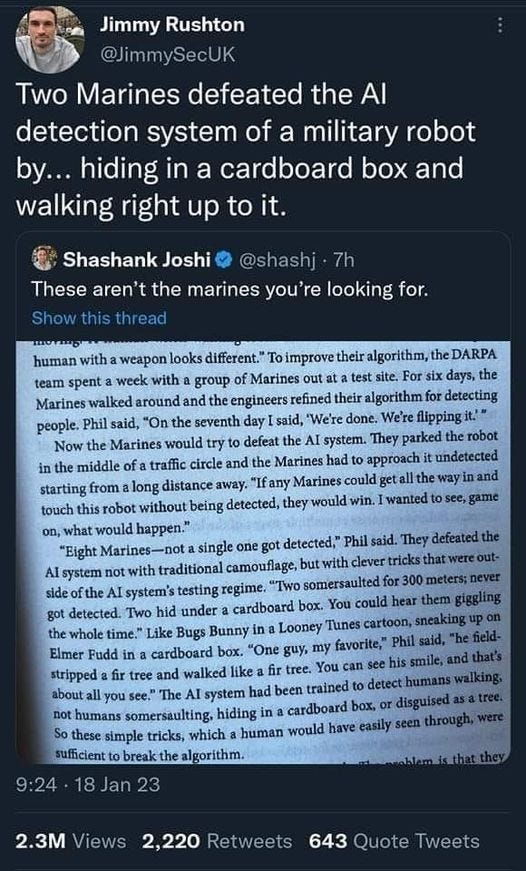 Jimmy Rushton
@JimmySecUK
Two Marines defeated the AI
detection system of a military robot
by... hiding in a cardboard box and
walking right up to it.
Shashank Joshi @shashj · 7h
These aren't the marines you're looking for.
Show this thread
human with a weapon looks different." To improve their algorithm, the DARPA
team spent a week with a group of Marines out at a test site. For six days, the
Marines walked around and the engineers refined their algorithm for detecting
people. Phil said, "On the seventh day I said, 'We're done. We're flipping it.'"
Now the Marines would try to defeat the AI system. They parked the robot
in the middle of a traffic circle and the Marines had to approach it undetected
starting from a long distance away. "If any Marines could get all the way in and
touch this robot without being detected, they would win. I wanted to see, game
on, what would happen."
"Eight Marines—not a single one got detected," Phil said. They defeated the
AI system not with traditional camouflage, but with clever tricks that were out-
side of the AI system's testing regime. "Two somersaulted for 300 meters; never
got detected. Two hid under a cardboard box. You could hear them giggling
the whole time." Like Bugs Bunny in a Looney Tunes cartoon, sneaking up on
Elmer Fudd in a cardboard box. "One guy, my favorite," Phil said, "he field-
stripped a fir tree and walked like a fir tree. You can see his smile, and that's
about all you see." The AI system had been trained to detect humans walking,
not humans somersaulting, hiding in a cardboard box, or disguised as a tree.
So these simple tricks, which a human would have easily seen through, were
sufficient to break the algorithm.
problem is that they
9:24 · 18 Jan 23
2.3M Views 2,220 Retweets 643 Quote Tweets